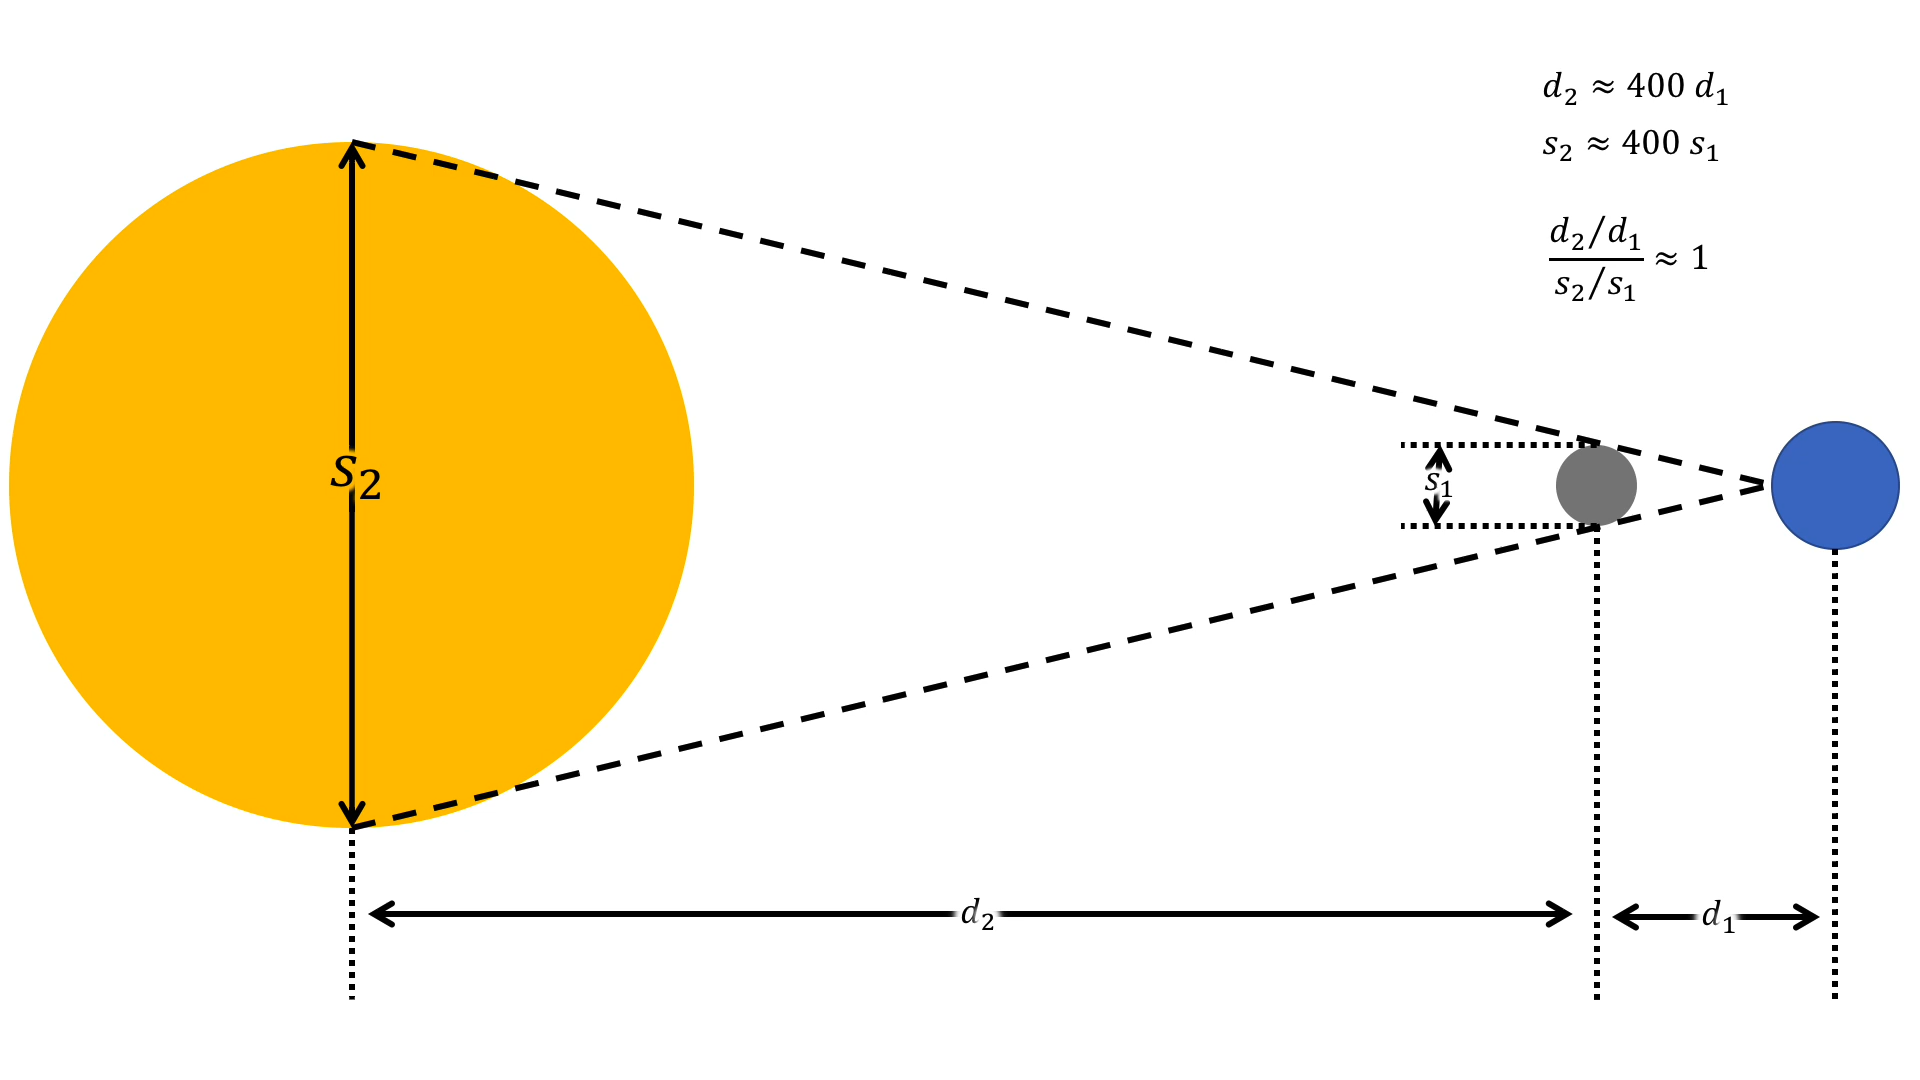 d₂ ≈ 400 d₁
s₂ ≈ 400 s₁
d₂/d₁
s₂/s₁
≈ 1
s₂
s₁
d₂
d₁